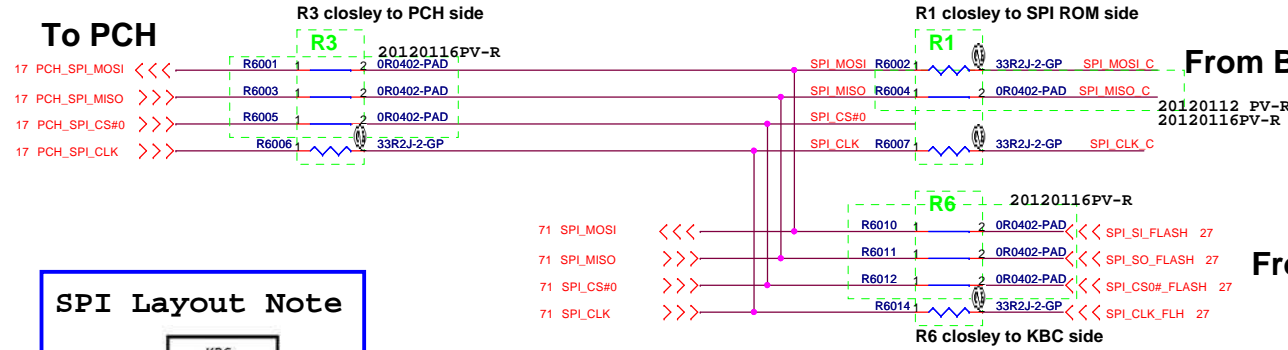 R3 closley to PCH side
R1 closley to SPI ROM side
To PCH
R3
20120116PV-R
R1
From B
17 PCH_SPI_MOSI R6001 1 2 0R0402-PAD SPI_MOSI R6002 1 2 33R2J-2-GP SPI_MOSI_C
17 PCH_SPI_MISO R6003 1 2 0R0402-PAD SPI_MISO R6004 1 2 0R0402-PAD SPI_MISO_C
20120112 PV-R
17 PCH_SPI_CS#0 R6005 1 2 0R0402-PAD SPI_CS#0
20120116PV-R
17 PCH_SPI_CLK R6006 1 2 33R2J-2-GP SPI_CLK R6007 1 2 33R2J-2-GP SPI_CLK_C
R6
20120116PV-R
71 SPI_MOSI R6010 1 2 0R0402-PAD SPI_SI_FLASH 27
71 SPI_MISO R6011 1 2 0R0402-PAD SPI_SO_FLASH 27
71 SPI_CS#0 R6012 1 2 0R0402-PAD SPI_CS0#_FLASH 27
71 SPI_CLK R6014 1 2 33R2J-2-GP SPI_CLK_FLH 27
R6 closley to KBC side
SPI Layout Note